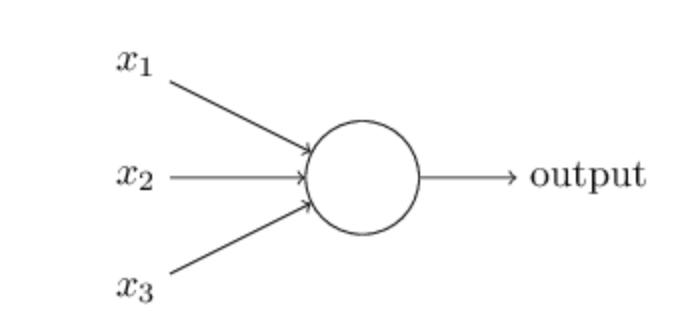 x₁
x₂
output
x₃